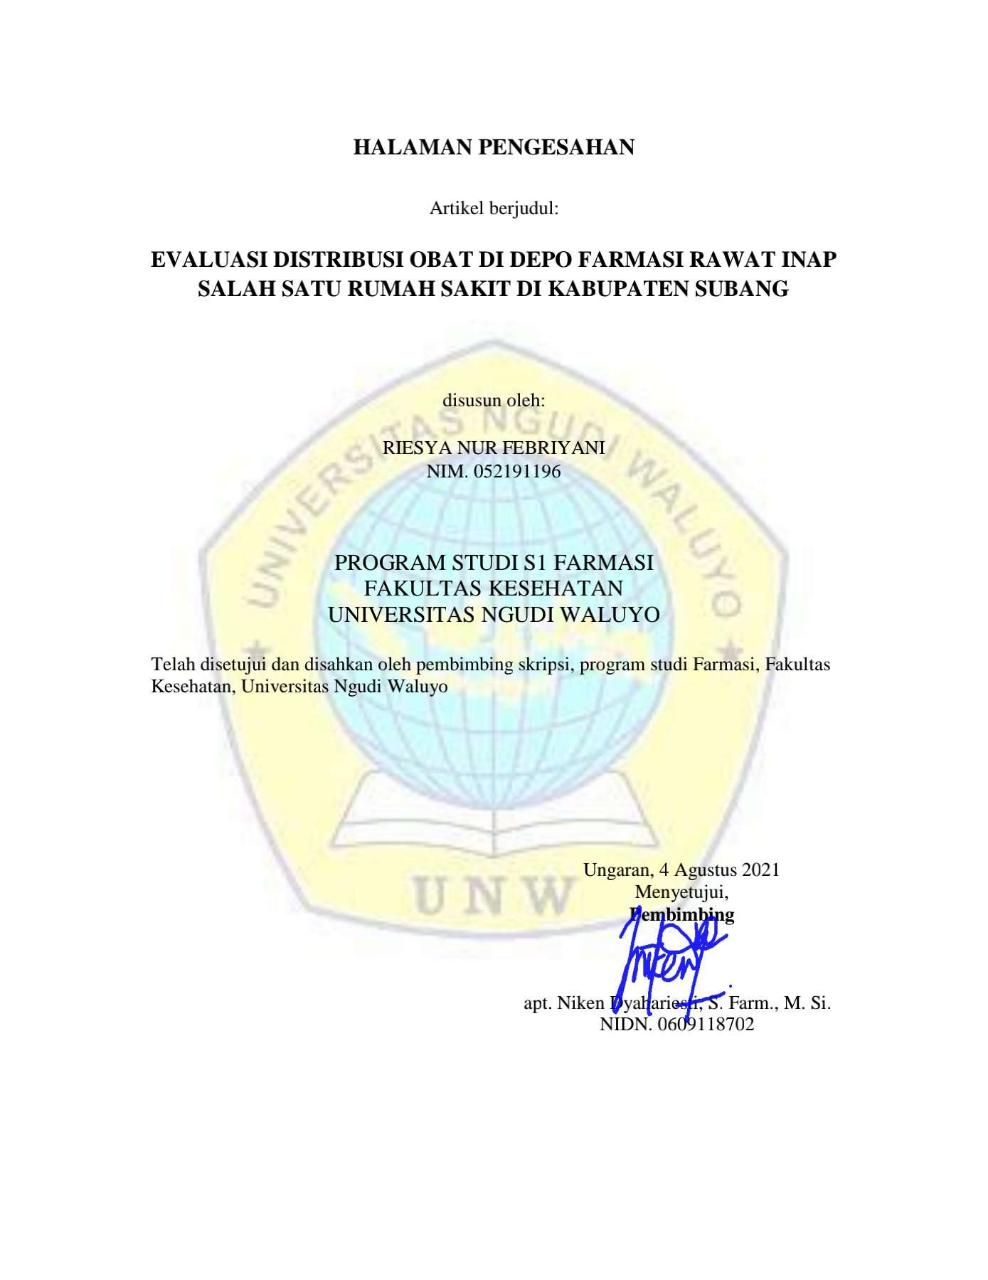 HALAMAN PENGESAHAN
Artikel berjudul:
EVALUASI DISTRIBUSI OBAT DI DEPO FARMASI RAWAT INAP
SALAH SATU RUMAH SAKIT DI KABUPATEN SUBANG
disusun oleh:
UNIVERSITAS NGUDI WALUYO
RIESYA NUR FEBRIYANI
NIM. 052191196
PROGRAM STUDI S1 FARMASI
FAKULTAS KESEHATAN
UNIVERSITAS NGUDI WALUYO
Telah disetujui dan disahkan oleh pembimbing skripsi, program studi Farmasi, Fakultas
Kesehatan, Universitas Ngudi Waluyo
Ungaran, 4 Agustus 2021
Menyetujui,
UNW
Pembimbing
apt. Niken Dyahariesti, S. Farm., M. Si.
NIDN. 0609118702